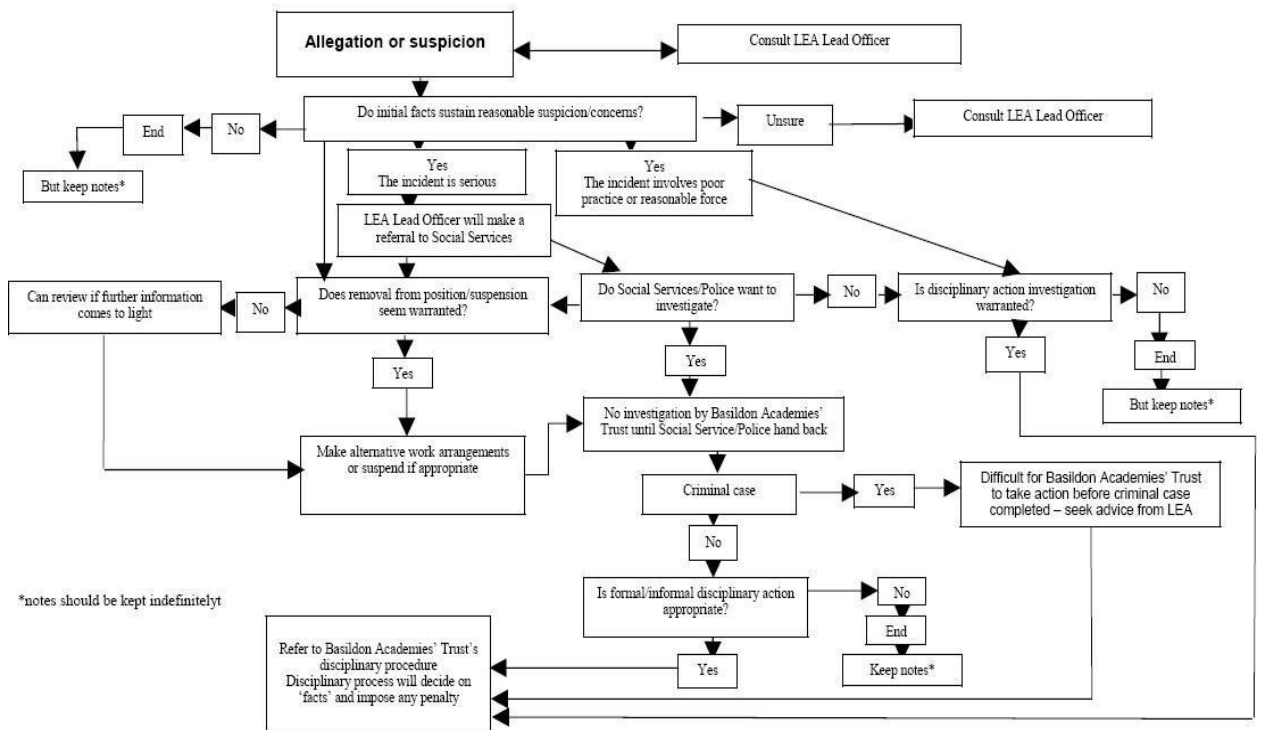 Allegation or suspicion
Consult LEA Lead Officer
Do initial facts sustain reasonable suspicion/concerns?
End
No
Unsure
Consult LEA Lead Officer
But keep notes*
Yes
The incident is serious
Yes
The incident involves poor
practice or reasonable force
LEA Lead Officer will make a
referral to Social Services
Can review if further information
comes to light
No
Does removal from position/suspension
seem warranted?
Do Social Services/Police want to
investigate?
No
Is disciplinary action investigation
warranted?
No
Yes
Yes
Yes
End
But keep notes*
No investigation by Basildon Academies'
Trust until Social Service/Police hand back
Make alternative work arrangements
or suspend if appropriate
Criminal case
Yes
Difficult for Basildon Academies' Trust
to take action before criminal case
completed – seek advice from LEA
No
*notes should be kept indefinitelyt
Is formal/informal disciplinary action
appropriate?
No
End
Keep notes*
Yes
Refer to Basildon Academies' Trust's
disciplinary procedure
Disciplinary process will decide on
'facts' and impose any penalty